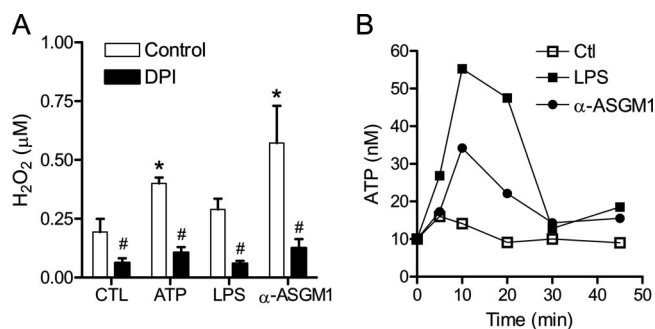 A
1.00
0.75
0.50
0.25
0.00
H₂O₂ (μM)
Control
DPI
*
*
#
#
#
#
CTL
ATP
LPS
α-ASGM1
B
60
50
40
30
20
10
0
ATP (nM)
Ctl
LPS
α-ASGM1
0
10
20
30
40
50
Time (min)